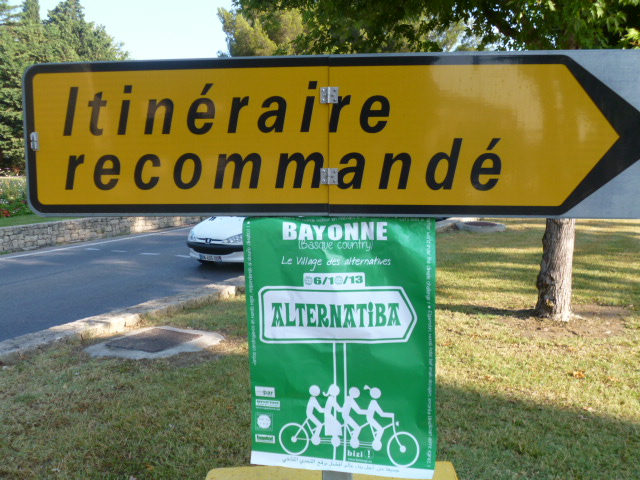 Itinéraire
recommandé
BAYONNE
(Basque country)
Le Village des alternatives
6/10/13
ALTERNATIBA
bizi !